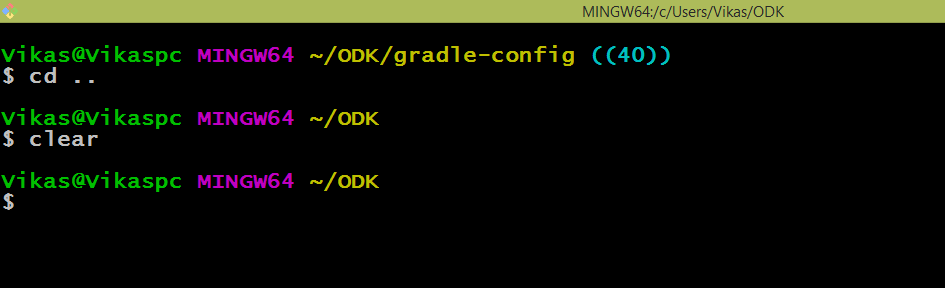 MINGW64:/c/Users/Vikas/ODK
Vikas@Vikaspc MINGW64 ~/ODK/gradle-config ((40))
$ cd ..
Vikas@Vikaspc MINGW64 ~/ODK
$ clear
Vikas@Vikaspc MINGW64 ~/ODK
$